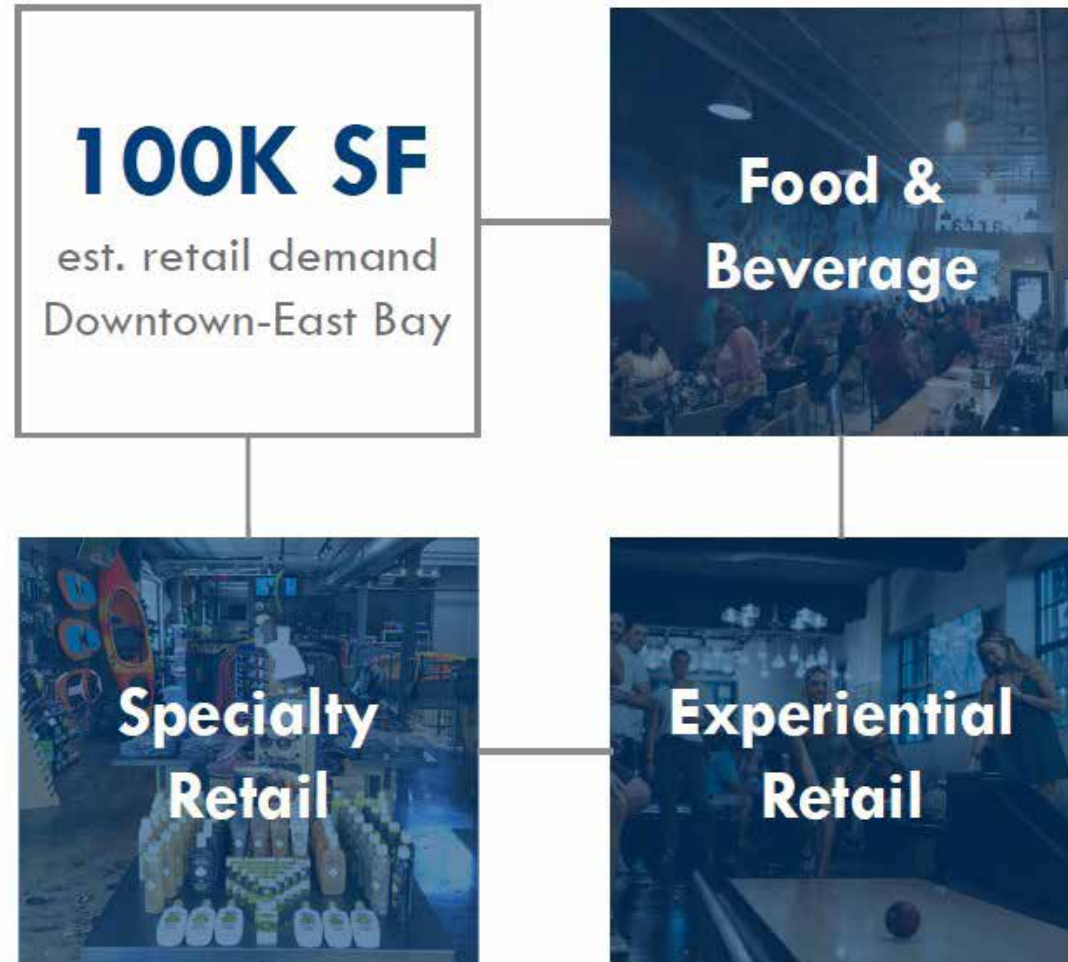 100K SF
est. retail demand
Downtown-East Bay
Food &
Beverage
Specialty
Retail
Experiential
Retail